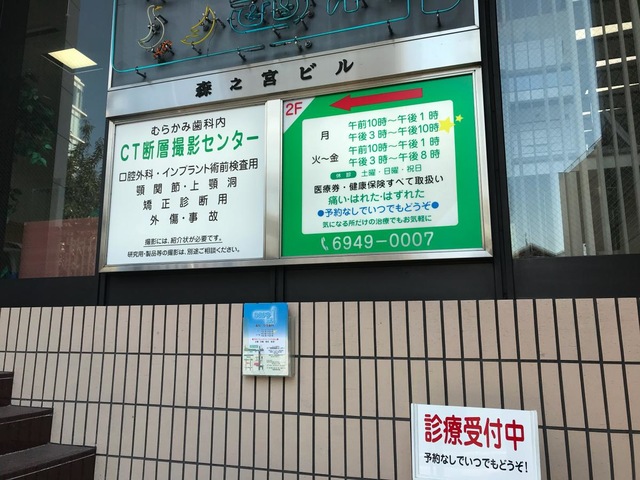 森之宮ビル
むらかみ歯科内
CT断層撮影センター
口腔外科・インプラント術前検査用
顎関節・上顎洞
矯正診断用
外傷・事故
撮影には、紹介状が必要です。
研究用・製品等の撮影は、別途ご相談ください。
2F
月 午前10時〜午後1時
午後3時〜午後10時
火〜金 午前10時〜午後1時
午後3時〜午後8時
休診 土曜・日曜・祝日
医療券・健康保険すべて取扱い
痛い・はれた・はずれた
●予約なしでいつでもどうぞ●
気になる所だけの治療でもお気軽に
6949-0007
診療受付中
予約なしでいつでもどうぞ!